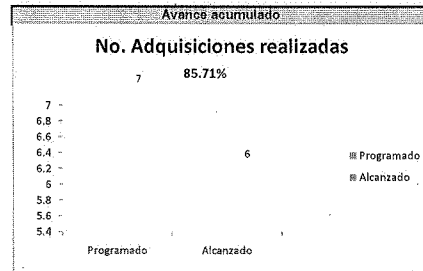 Avance acumulado
No. Adquisiciones realizadas
7
85.71%
7
6.8
6.6
6.4
6.2
6
5.8
5.6
5.4
6
Programado
Alcanzado
Programado
Alcanzado